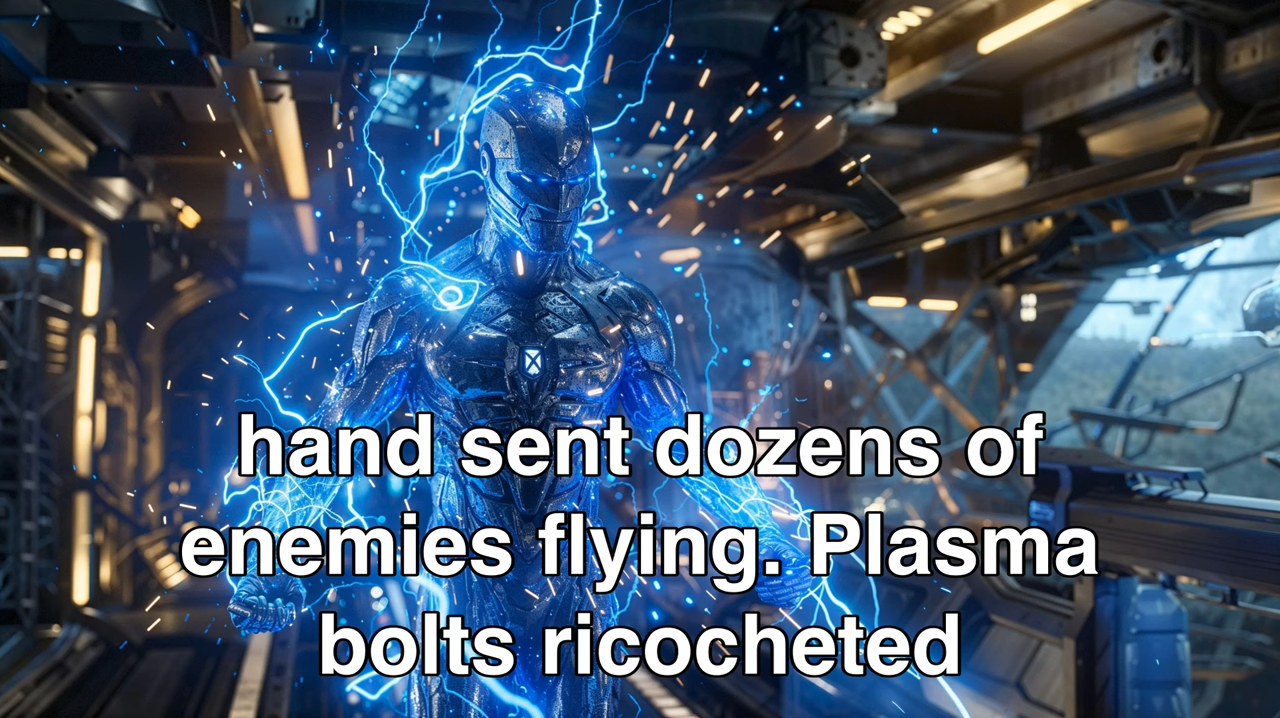 hand sent dozens of
enemies flying. Plasma
bolts ricocheted